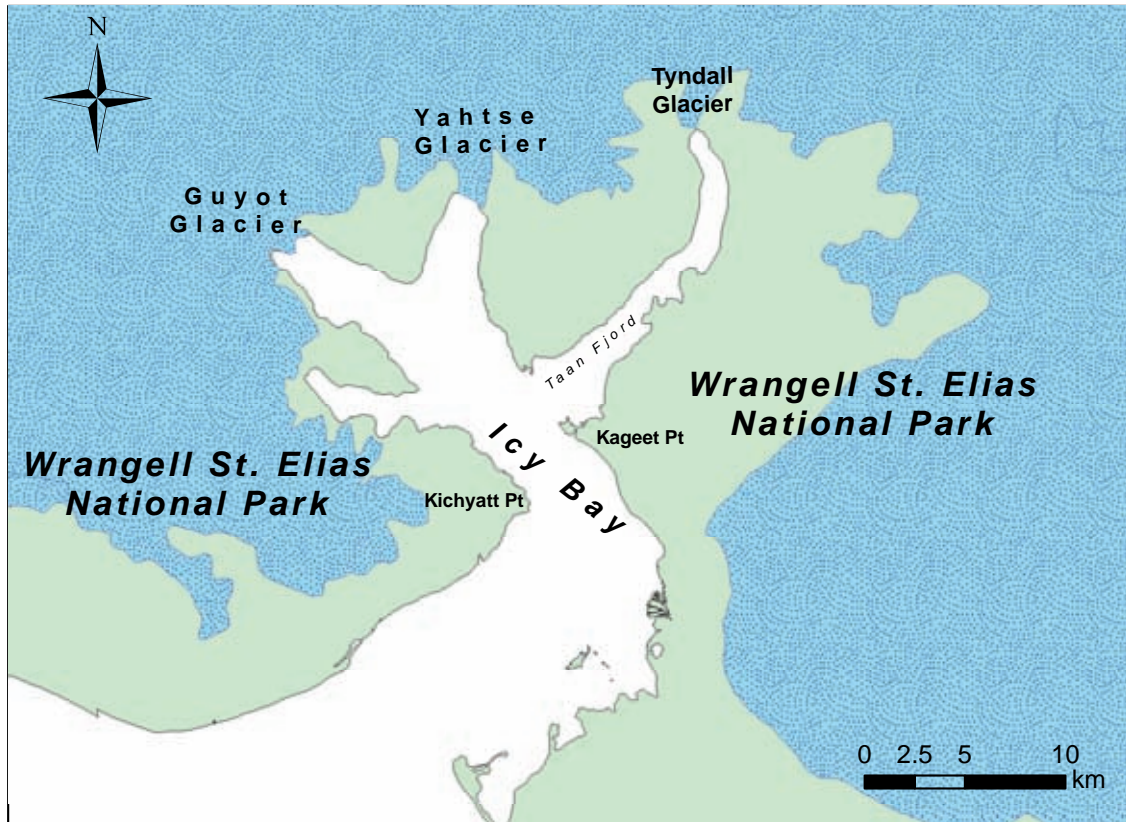 N
Tyndall
Glacier
Yahtse
Glacier
Guyot
Glacier
Taan Fjord
Wrangell St. Elias
National Park
Icy Bay
Kageet Pt
Wrangell St. Elias
National Park
Kichyatt Pt
0 2.5 5 10
km